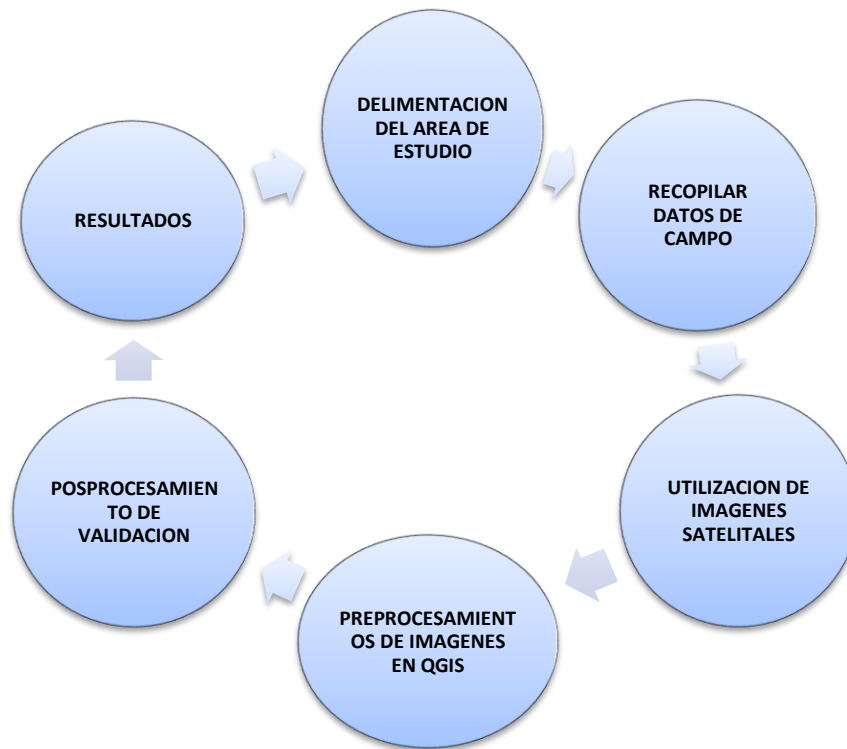 DELIMENTACION
DEL AREA DE
ESTUDIO
RECOPILAR
DATOS DE
CAMPO
UTILIZACION DE
IMAGENES
SATELITALES
PREPROCESAMIENT
OS DE IMAGENES
EN QGIS
POSPROCESAMIEN
TO DE
VALIDACION
RESULTADOS